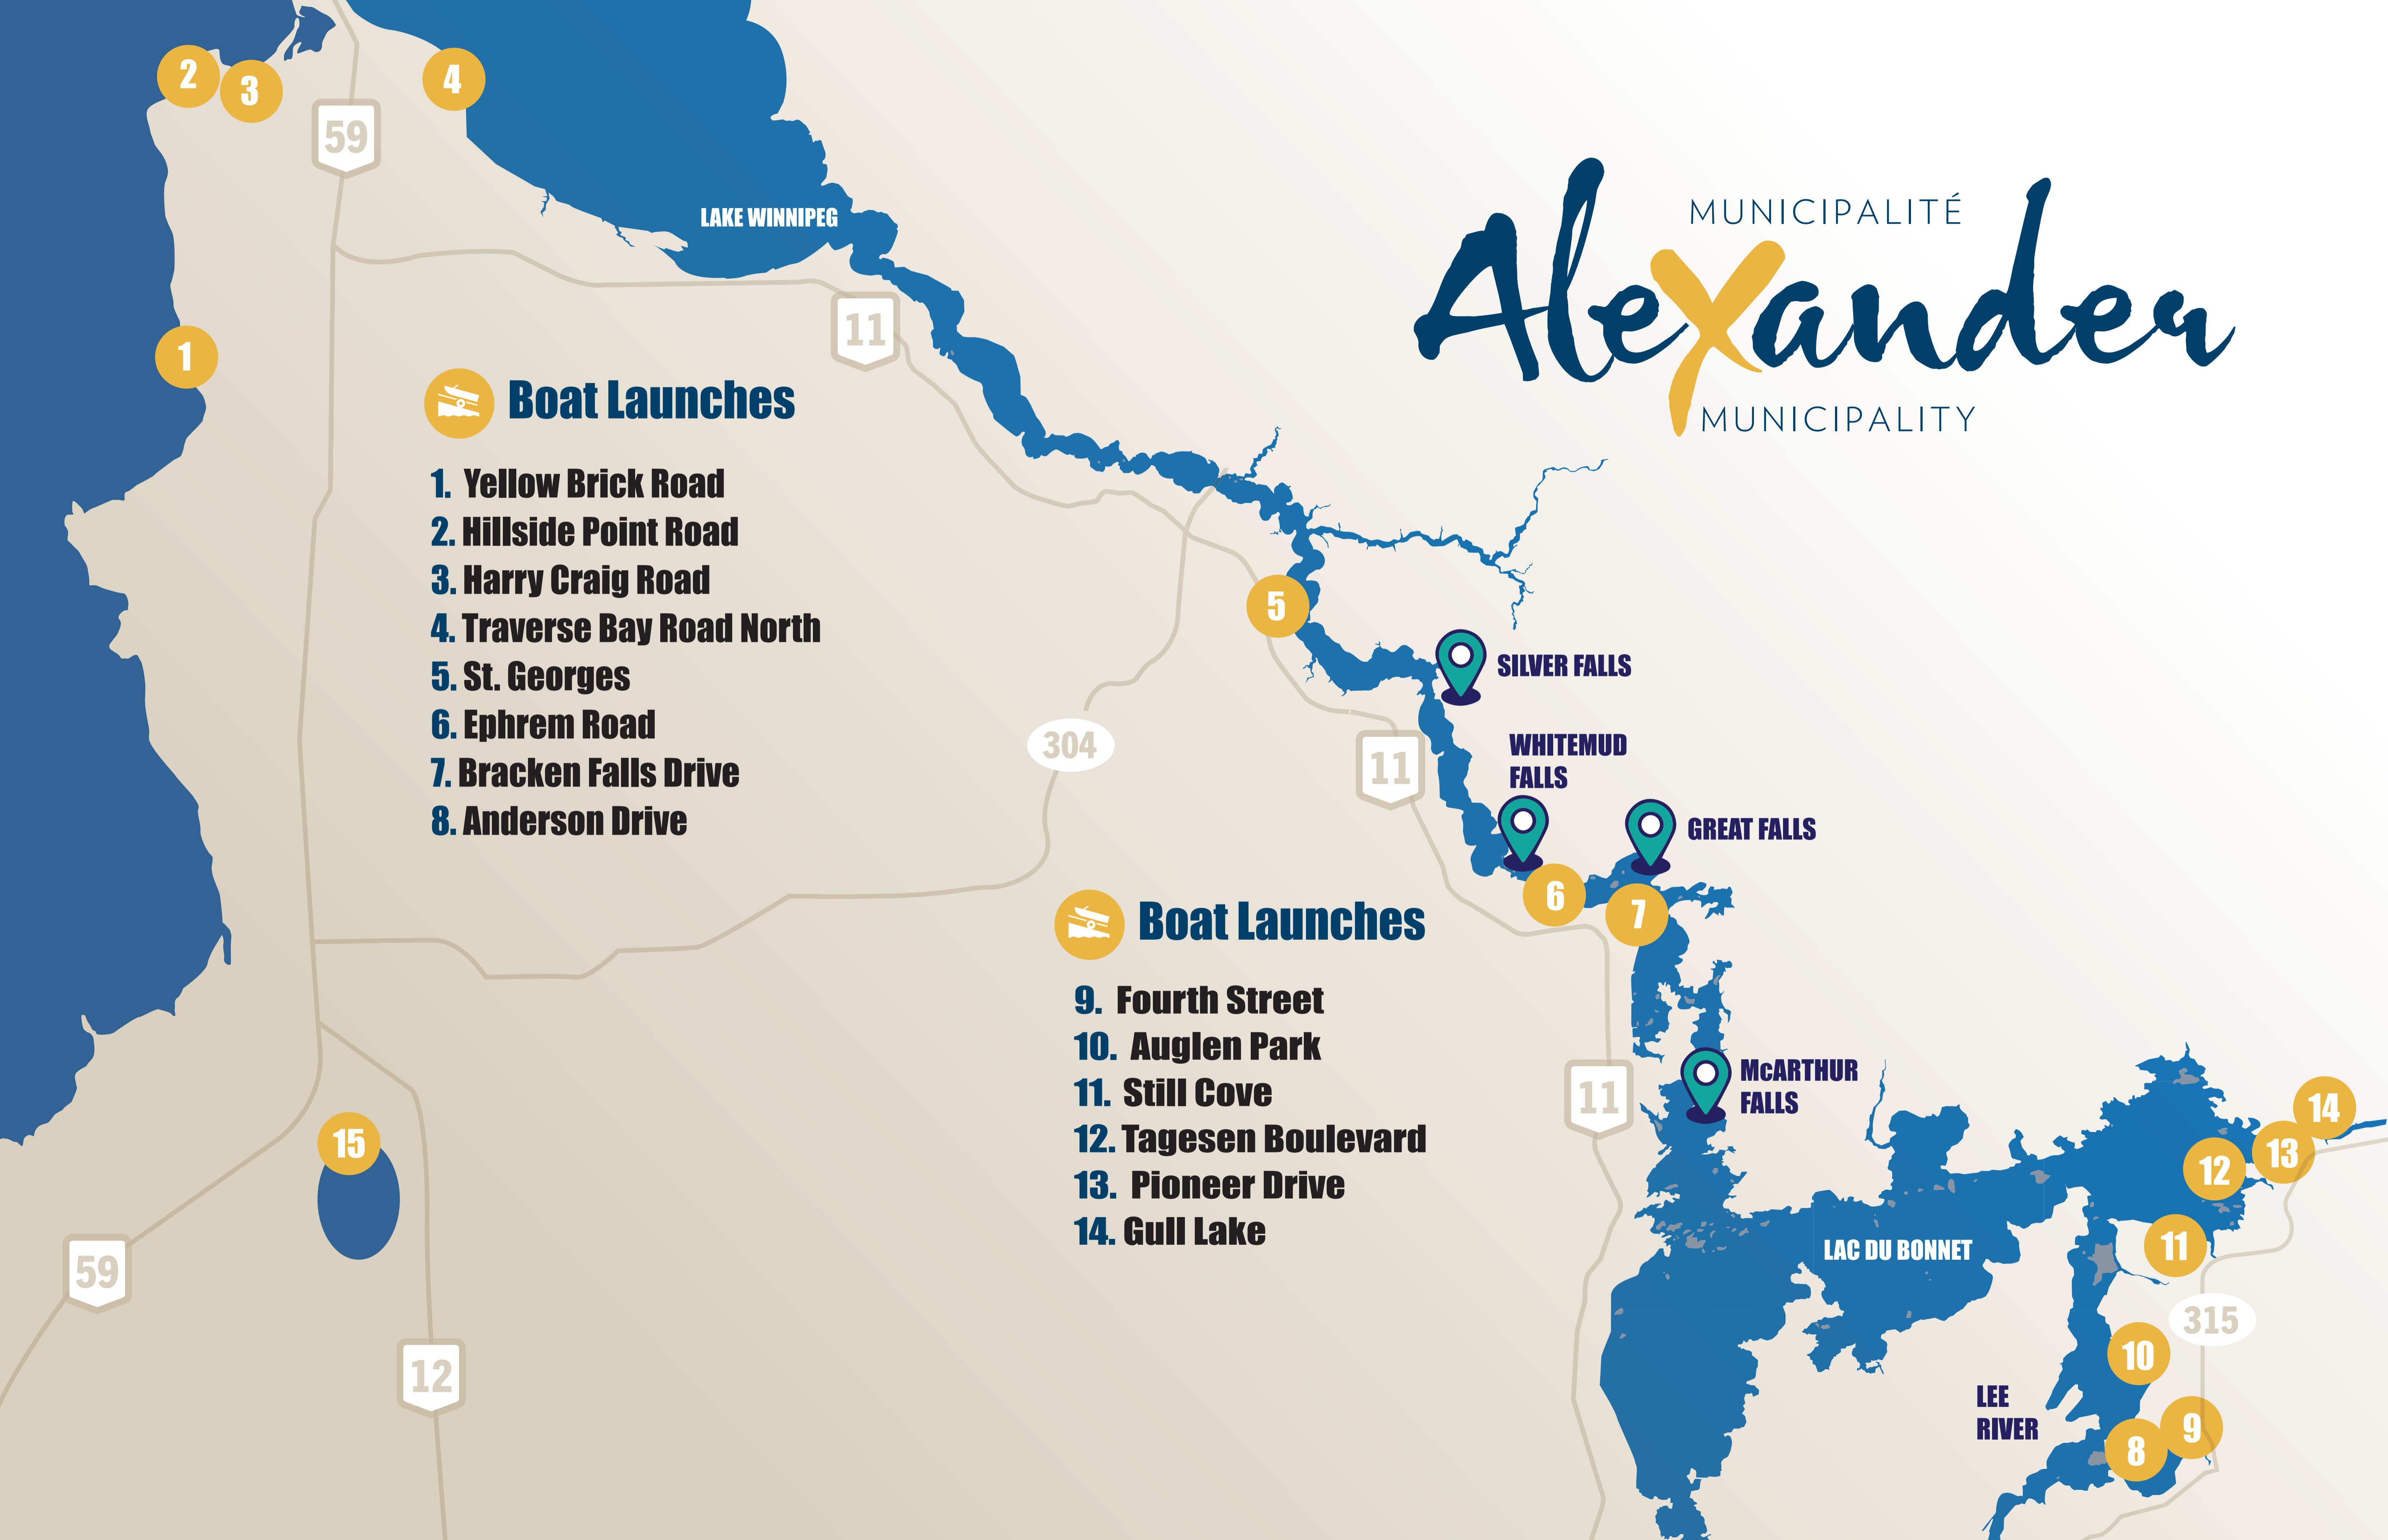 2
3
4
59
LAKE WINNIPEG
MUNICIPALITÉ
Alexander
MUNICIPALITY
11
1
Boat Launches
1. Yellow Brick Road
2. Hillside Point Road
3. Harry Craig Road
4. Traverse Bay Road North
5. St. Georges
6. Ephrem Road
7. Bracken Falls Drive
8. Anderson Drive
5
SILVER FALLS
304
11
WHITEMUD
FALLS
GREAT FALLS
6
7
Boat Launches
9. Fourth Street
10. Auglen Park
11. Still Cove
12. Tagesen Boulevard
13. Pioneer Drive
14. Gull Lake
11
McARTHUR
FALLS
14
13
12
15
LAC DU BONNET
11
59
315
10
12
LEE
RIVER
9
8